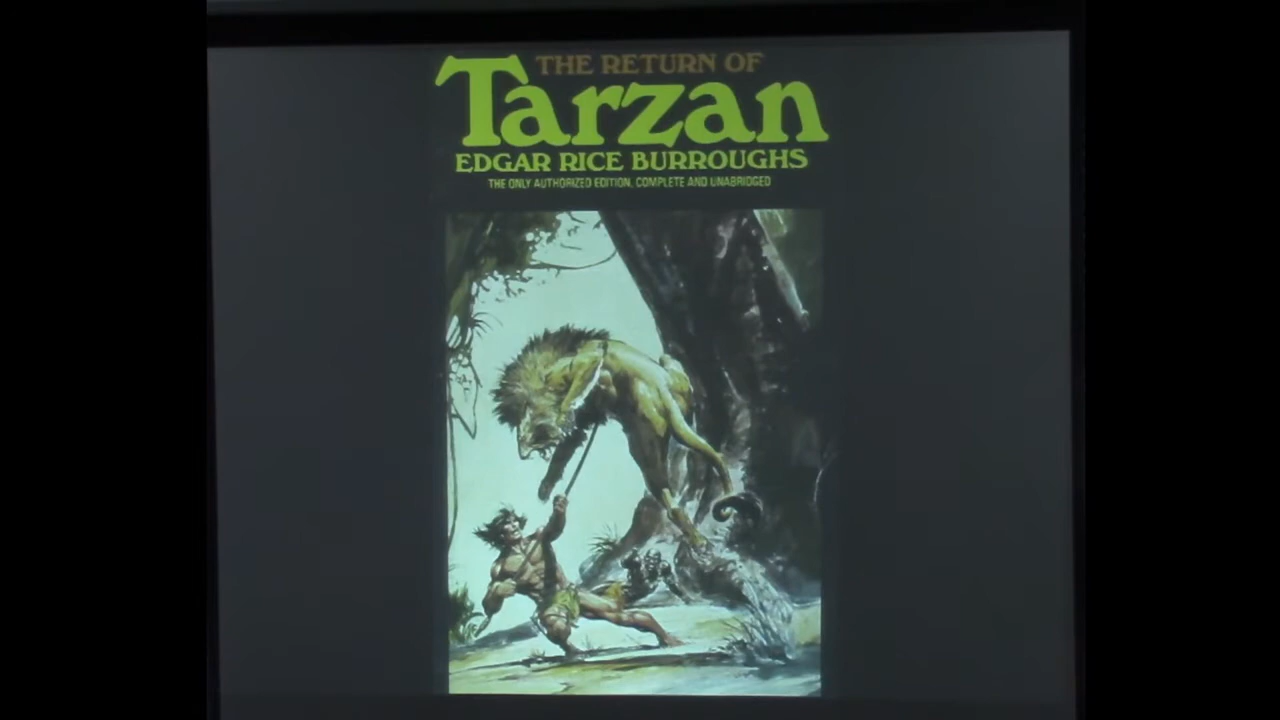 THE RETURN OF
Tarzan
EDGAR RICE BURROUGHS
THE ONLY AUTHORIZED EDITION, COMPLETE AND UNABRIDGED